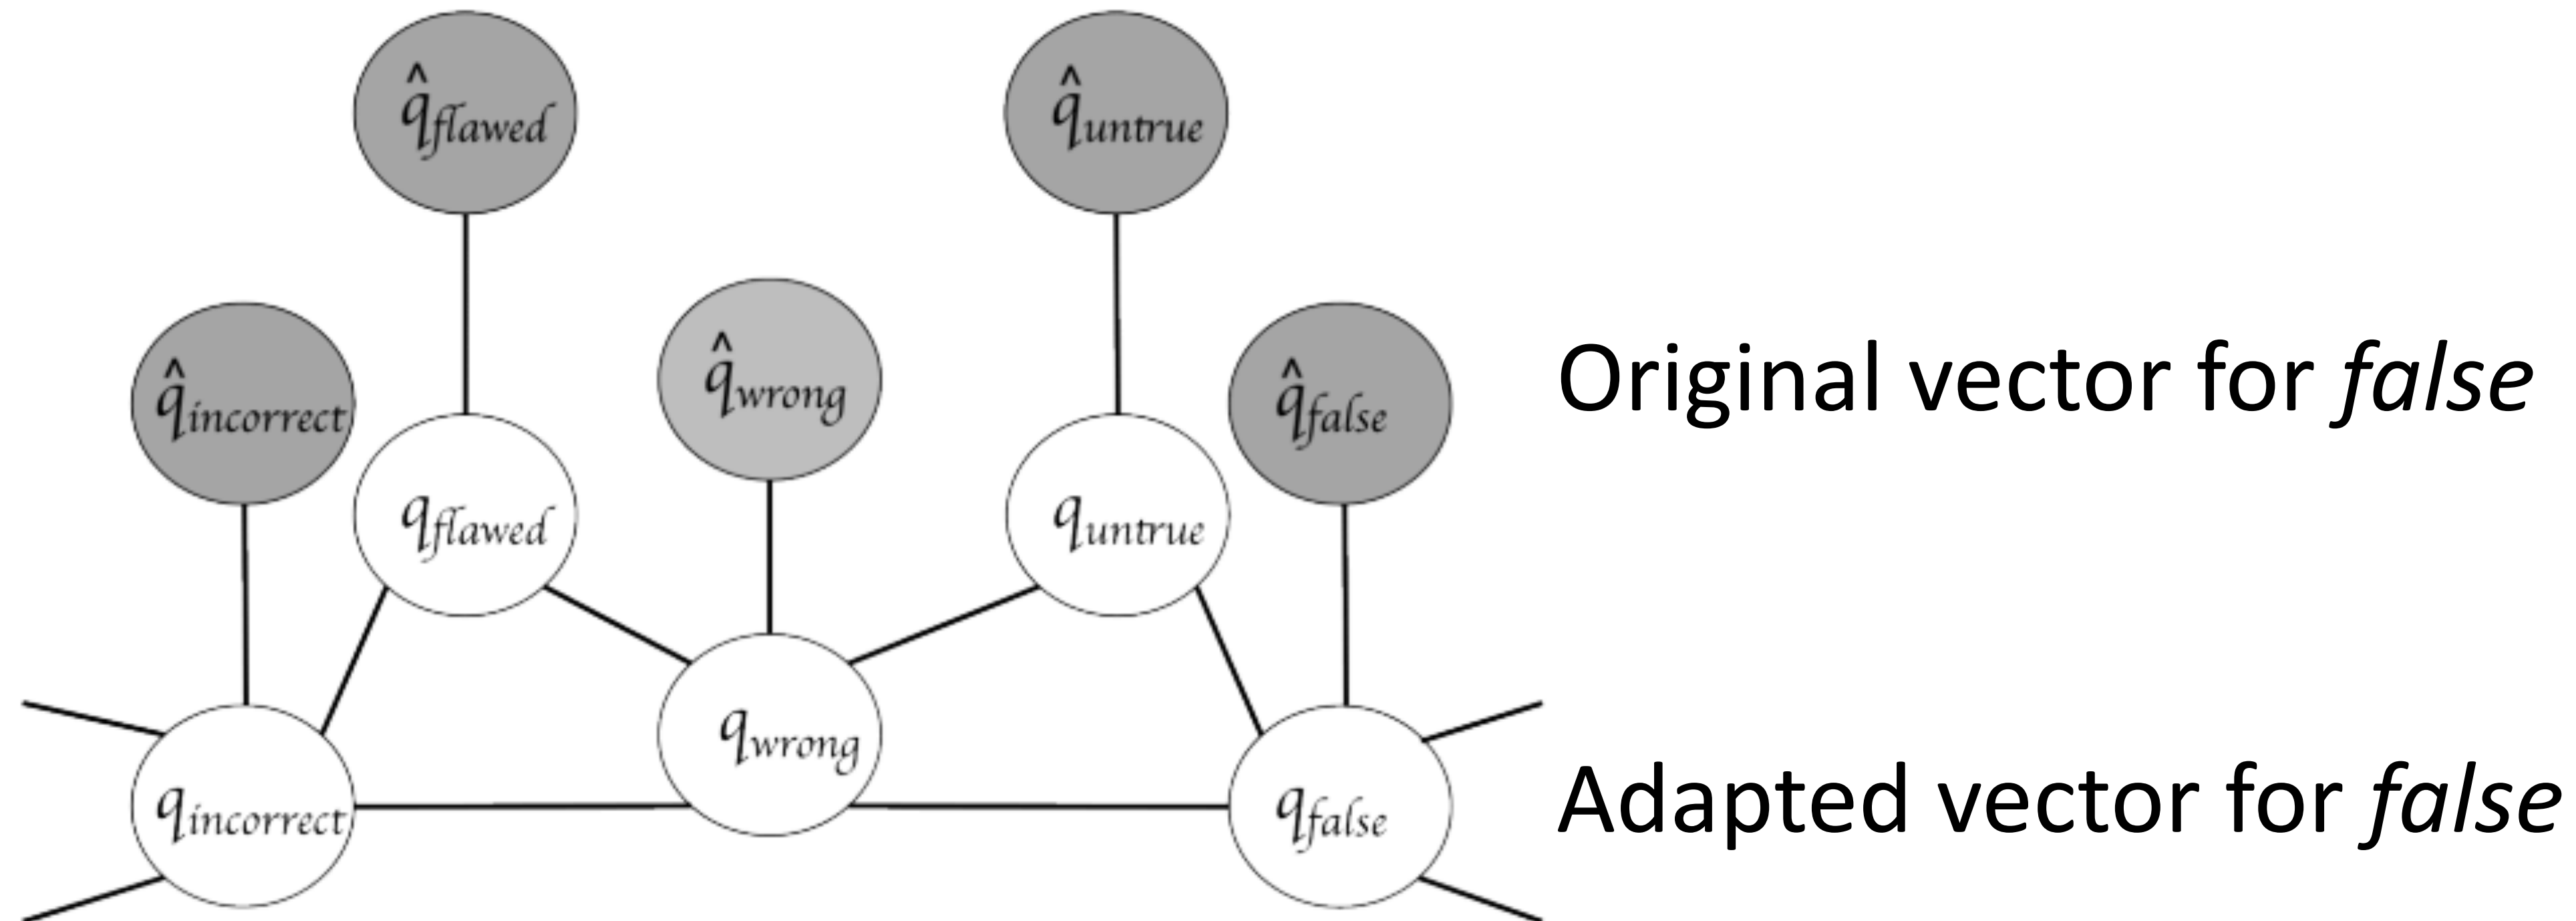 q̂flawed
q̂untrue
q̂incorrect
q̂wrong
q̂false
Original vector for false
qflawed
quntrue
qwrong
qincorrect
qfalse
Adapted vector for false